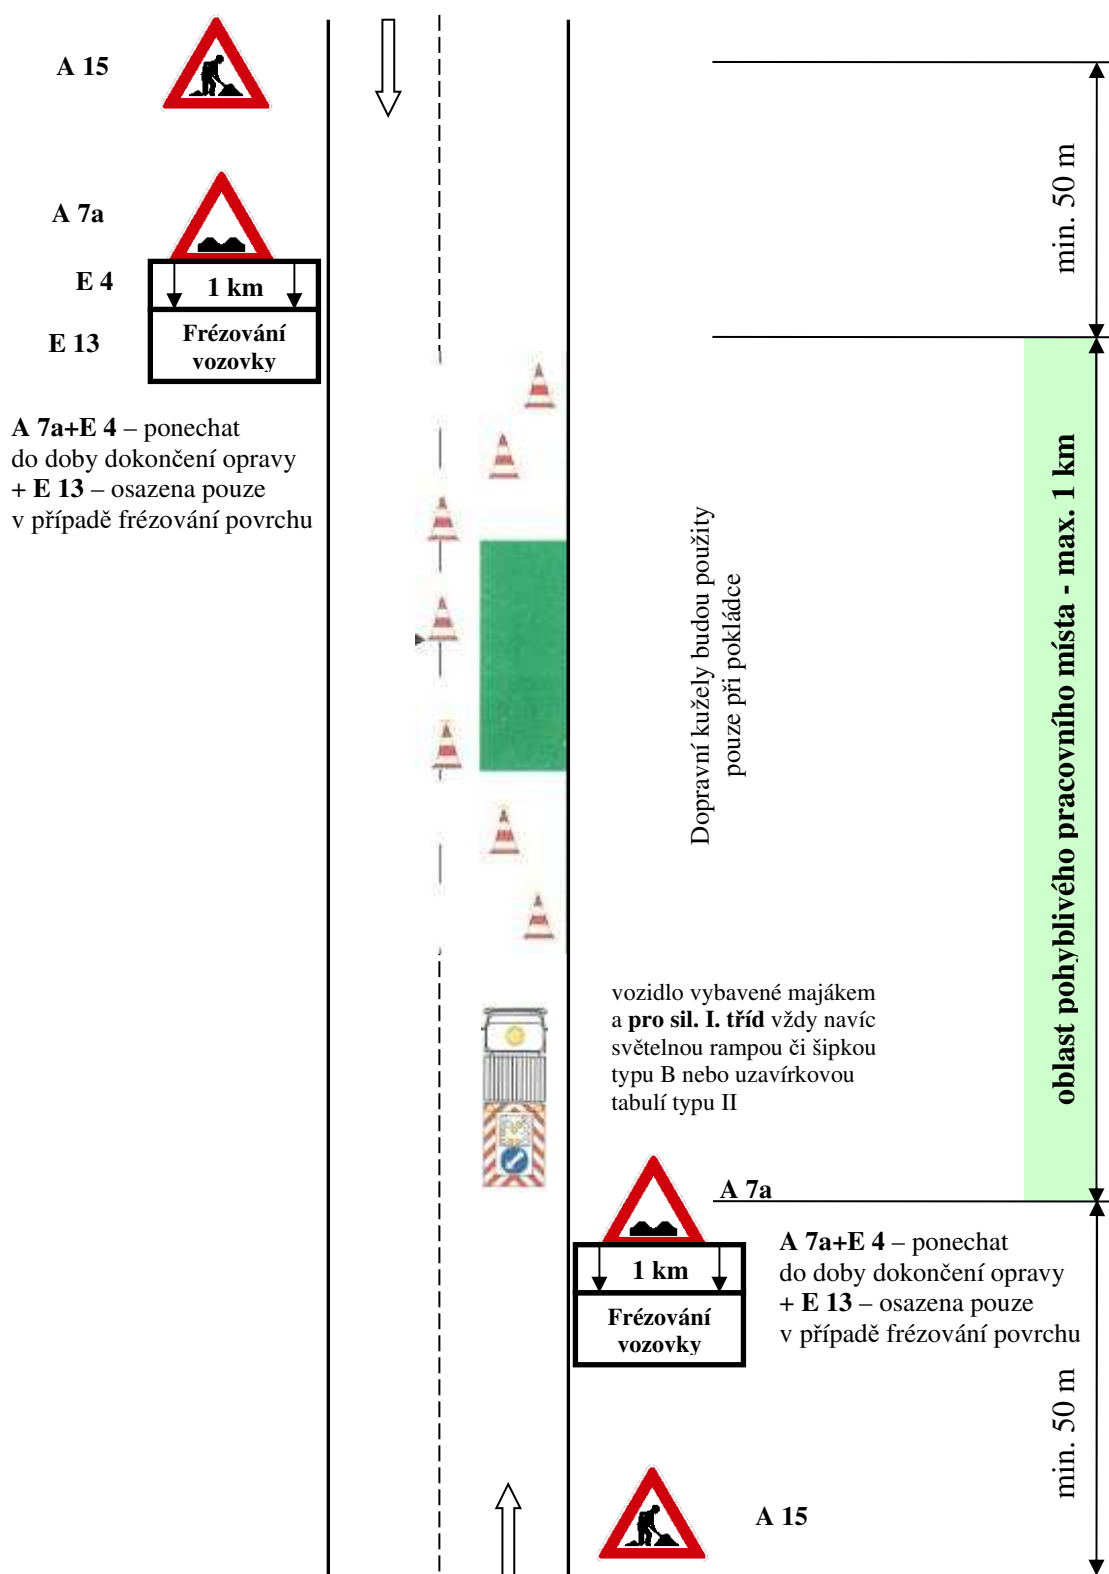 A 15
A 7a
E 4
1 km
E 13
Frézování
vozovky
A 7a+E 4 – ponechat
do doby dokončení opravy
+ E 13 – osazena pouze
v případě frézování povrchu
min. 50 m
oblast pohyblivého pracovního místa - max. 1 km
Dopravní kužely budou použity
pouze při pokládce
vozidlo vybavené majákem
a pro sil. I. tříd vždy navíc
světelnou rampou či šipkou
typu B nebo uzavírkovou
tabulí typu II
A 7a
1 km
Frézování
vozovky
A 7a+E 4 – ponechat
do doby dokončení opravy
+ E 13 – osazena pouze
v případě frézování povrchu
min. 50 m
A 15